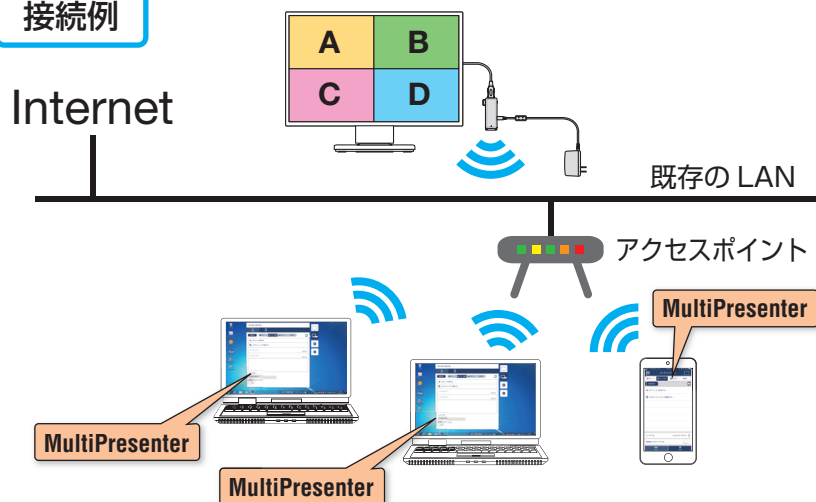 接続例
A
B
C
D
Internet
既存の LAN
アクセスポイント
MultiPresenter
MultiPresenter
MultiPresenter